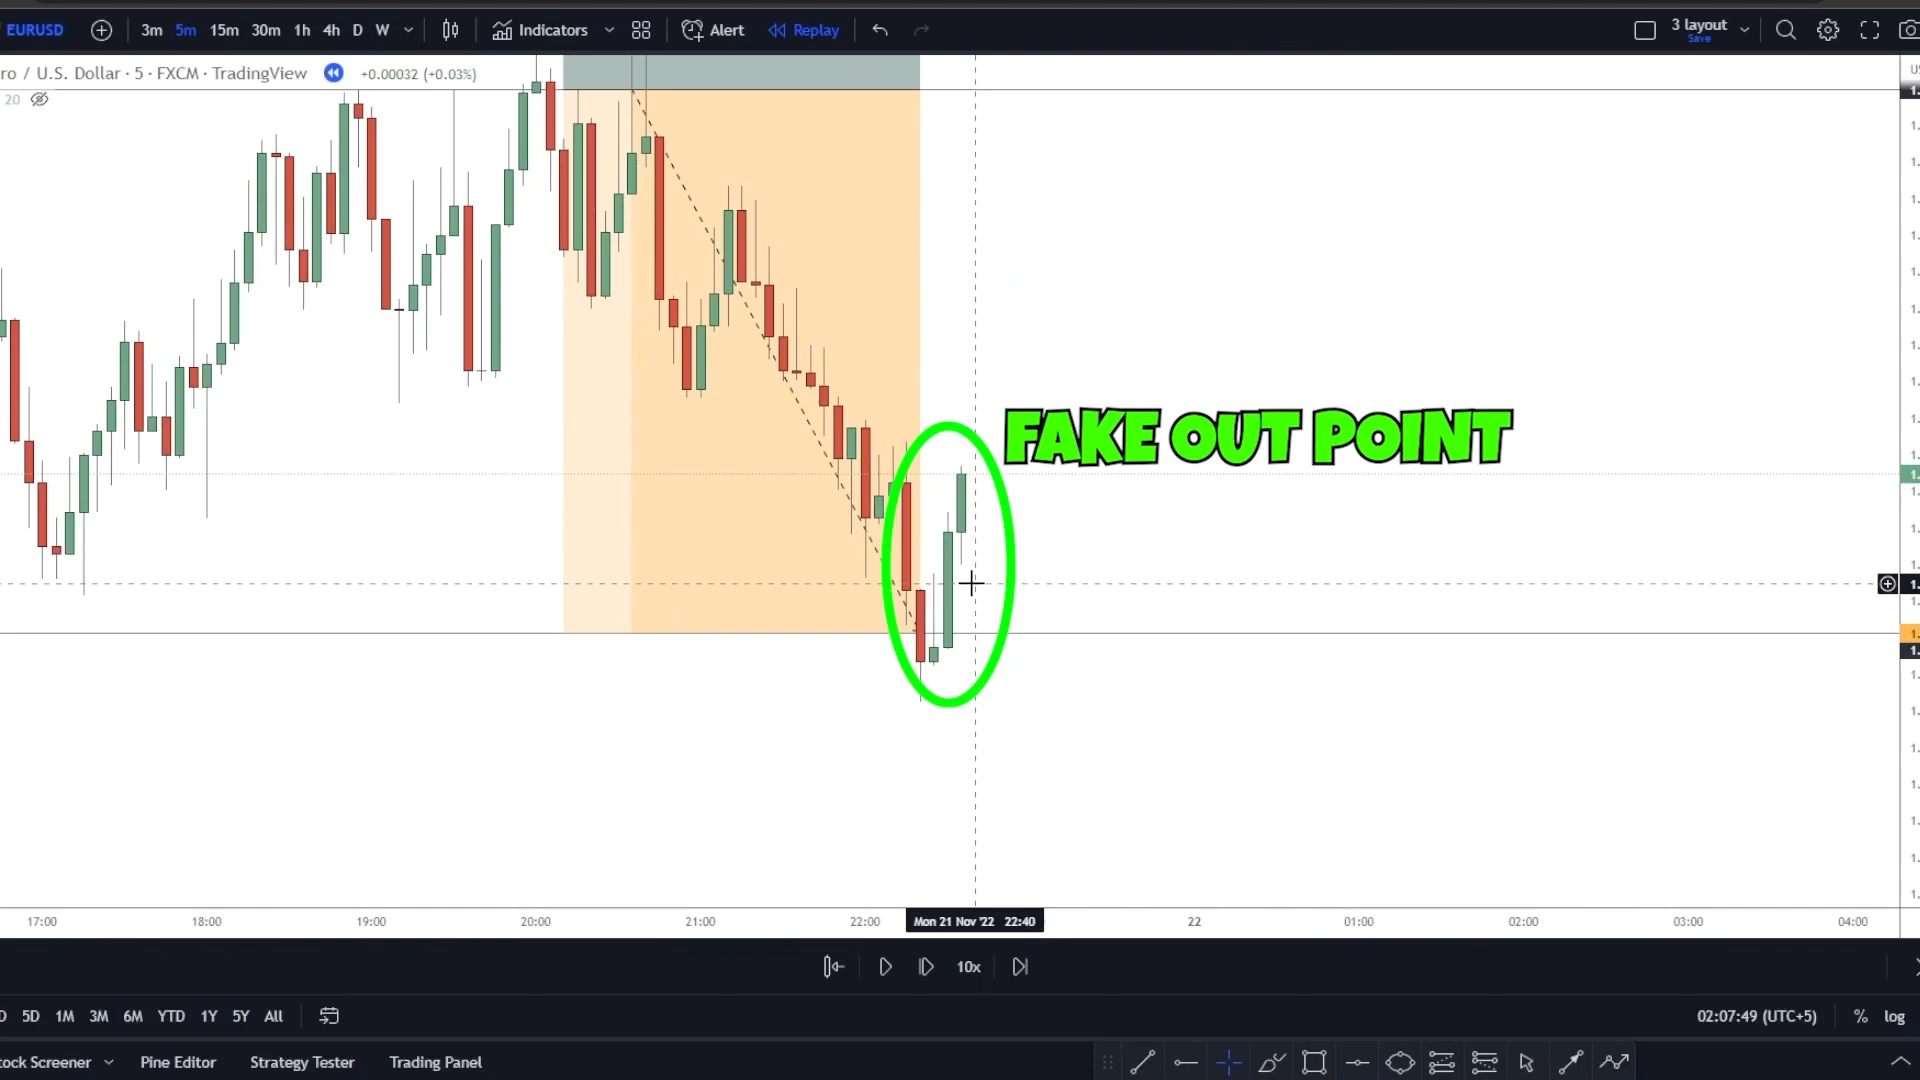 EURUSD 3m 5m 15m 30m 1h 4h D W Indicators Alert Replay 3 layout
Save
ro / U.S. Dollar · 5 · FXCM · TradingView +0.00032 (+0.03%)
20
FAKE OUT POINT
17:00 18:00 19:00 20:00 21:00 22:00 Mon 21 Nov '22 22:40 22 01:00 02:00 03:00 04:00
10x
5D 1M 3M 6M YTD 1Y 5Y All 02:07:49 (UTC+5) % log
tock Screener Pine Editor Strategy Tester Trading Panel